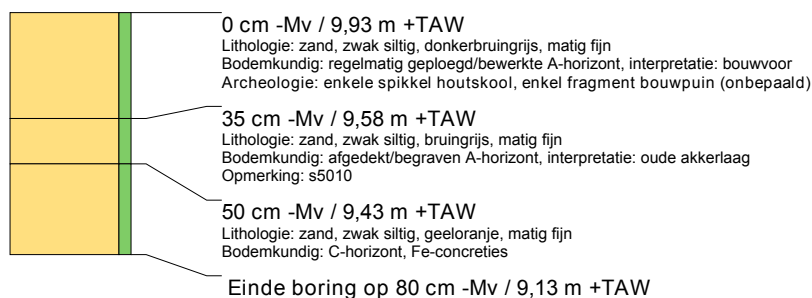 0 cm -Mv / 9,93 m +TAW
Lithologie: zand, zwak siltig, donkerbruingrijs, matig fijn
Bodemkundig: regelmatig geploegd/bewerkte A-horizont, interpretatie: bouwvoor
Archeologie: enkele spikkel houtskool, enkel fragment bouwpuin (onbepaald)
35 cm -Mv / 9,58 m +TAW
Lithologie: zand, zwak siltig, bruingrijs, matig fijn
Bodemkundig: afgedekt/begraven A-horizont, interpretatie: oude akkerlaag
Opmerking: s5010
50 cm -Mv / 9,43 m +TAW
Lithologie: zand, zwak siltig, geeloranje, matig fijn
Bodemkundig: C-horizont, Fe-concreties
Einde boring op 80 cm -Mv / 9,13 m +TAW